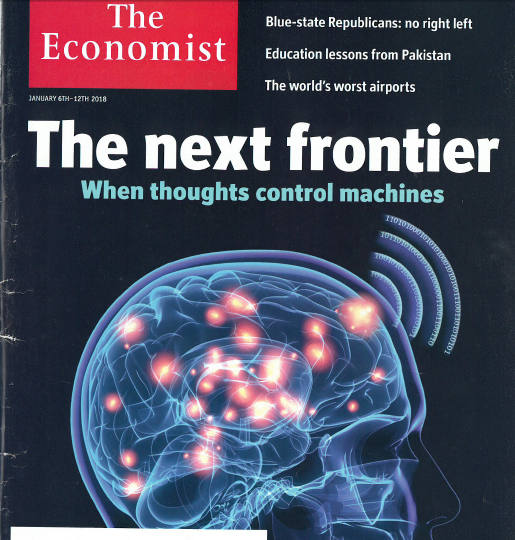 The
Economist
Blue-state Republicans: no right left
Education lessons from Pakistan
The world's worst airports
JANUARY 6TH–12TH 2018
The next frontier
When thoughts control machines